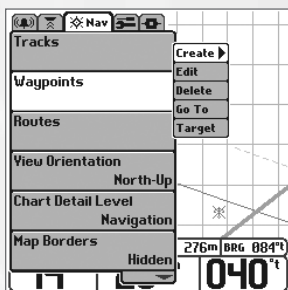 Nav
Tracks
Waypoints
Create
Edit
Delete
Go To
Target
Routes
View Orientation
North-Up
Chart Detail Level
Navigation
Map Borders
Hidden
276m BRG 084°t
040°t